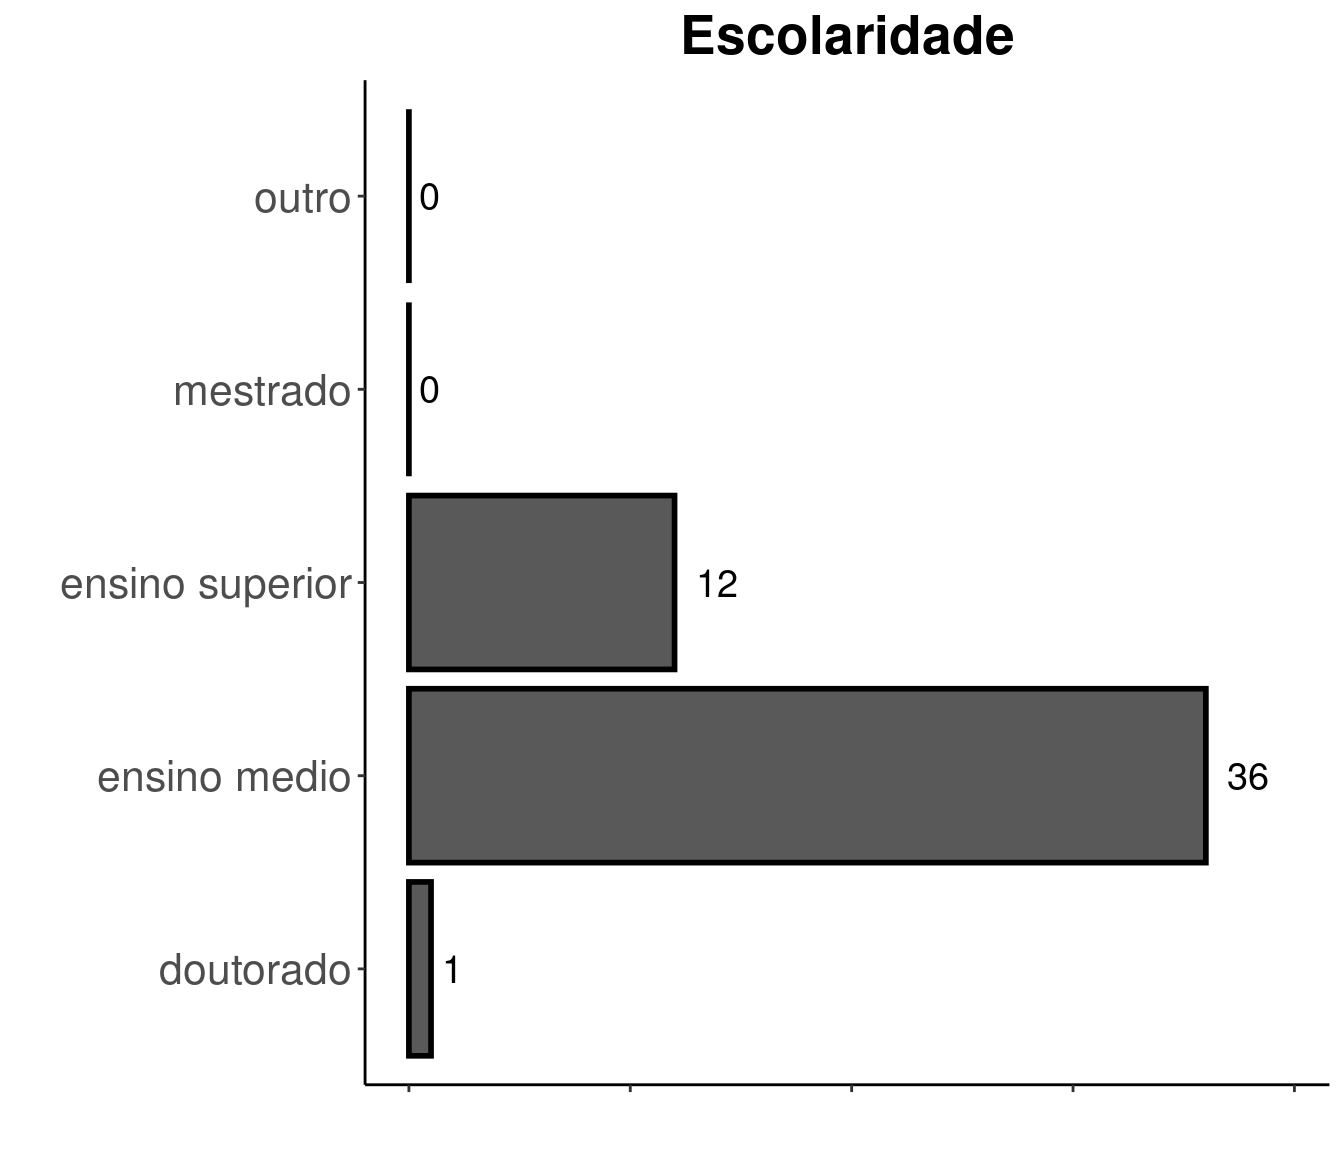 Escolaridade
outro
0
mestrado
0
ensino superior
12
ensino medio
36
doutorado
1